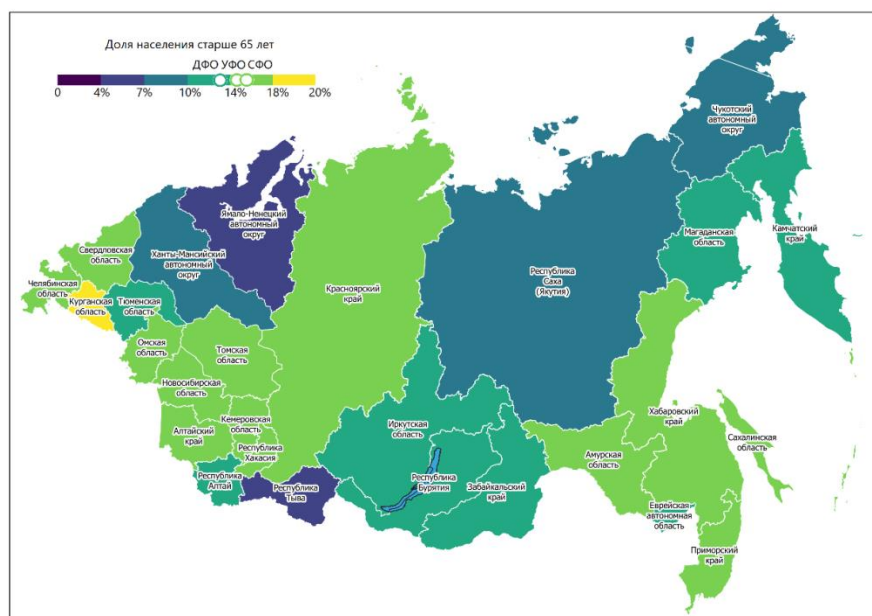 Доля населения старше 65 лет
ДФО УФО СФО
0 4% 7% 10% 14% 18% 20%
Чукотский
автономный
округ
Ямало-Ненецкий
автономный
округ
Магаданская
область
Камчатский
край
Свердловская
область
Ханты-Мансийский
автономный
округ
Республика
Саха
(Якутия)
Челябинская
область
Курганская
область
Тюменская
область
Красноярский
край
Омская
область
Томская
область
Новосибирская
область
Хабаровский
край
Кемеровская
область
Иркутская
область
Алтайский
край
Республика
Хакасия
Сахалинская
область
Амурская
область
Республика
Алтай
Республика
Тыва
Республика
Бурятия
Забайкальский
край
Еврейская
автономная
область
Приморский
край